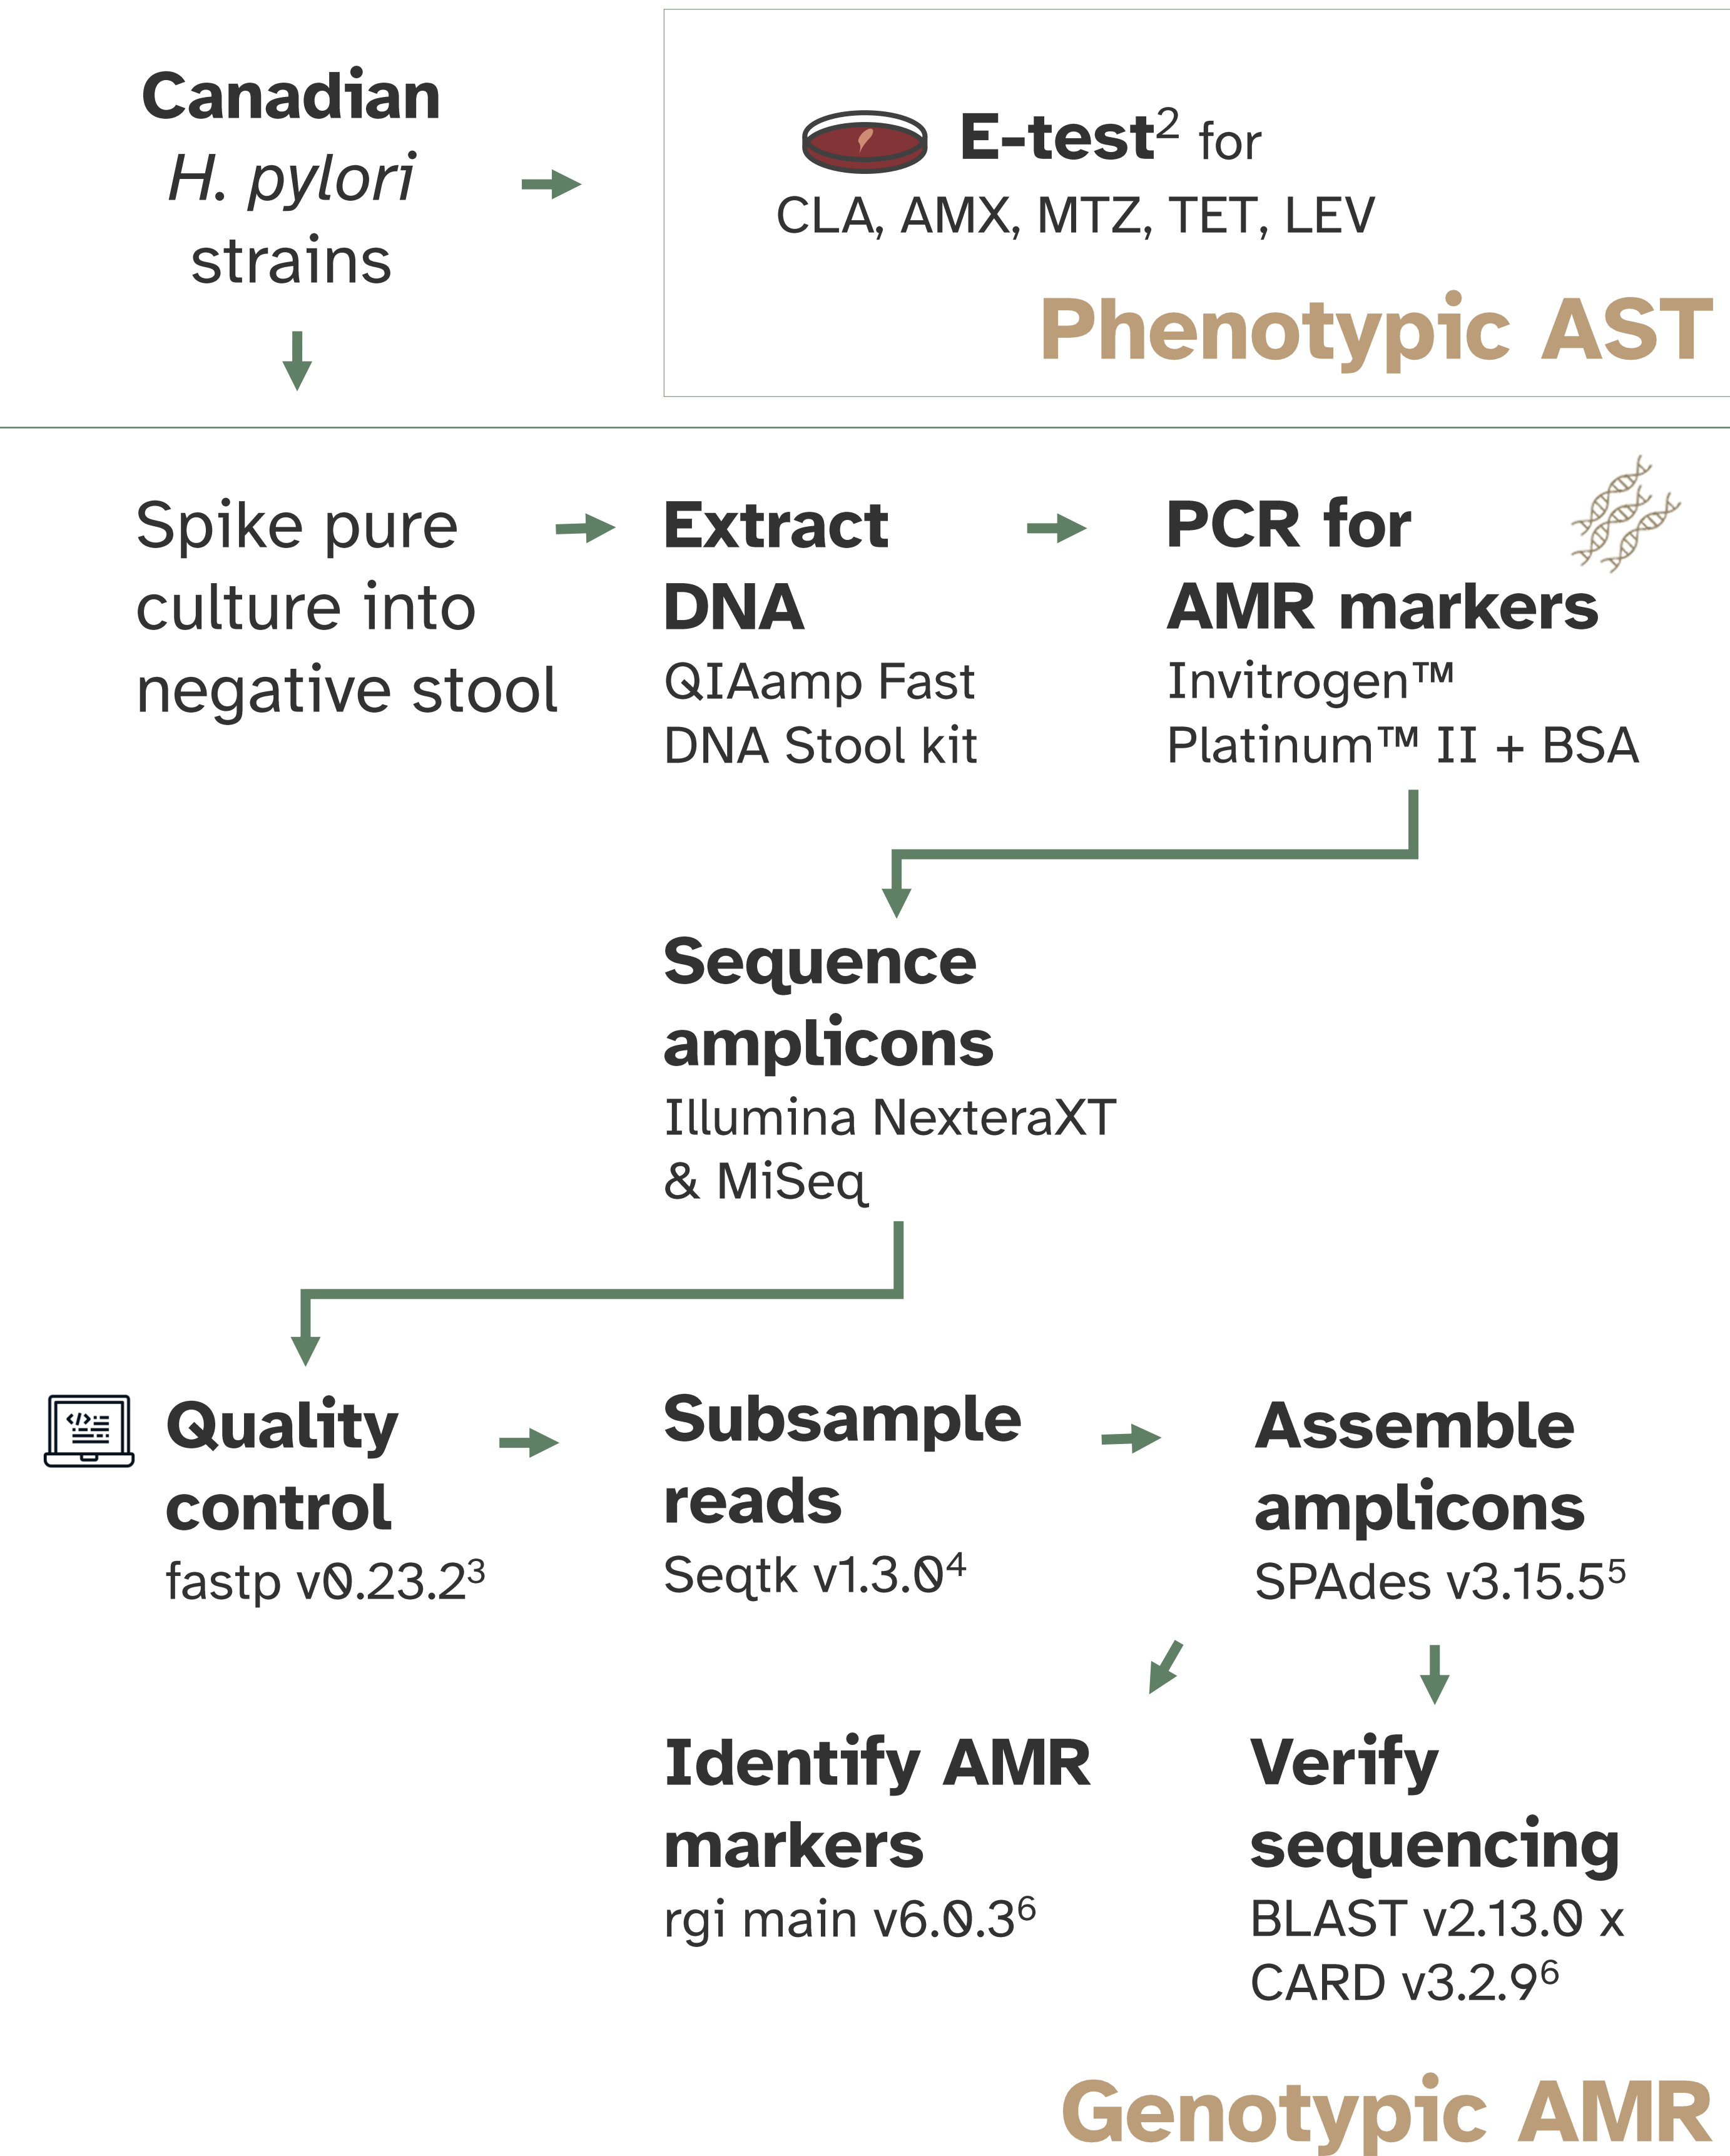 Canadian
H. pylori
strains
E-test² for
CLA, AMX, MTZ, TET, LEV
Phenotypic AST
Spike pure
culture into
negative stool
Extract
DNA
QIAamp Fast
DNA Stool kit
PCR for
AMR markers
Invitrogen™
Platinum™ II + BSA
Sequence
amplicons
Illumina NexteraXT
& MiSeq
Quality
control
fastp v0.23.2³
Subsample
reads
Seqtk v1.3.0⁴
Assemble
amplicons
SPAdes v3.15.5⁵
Identify AMR
markers
rgi main v6.0.3⁶
Verify
sequencing
BLAST v2.13.0 x
CARD v3.2.9⁶
Genotypic AMR